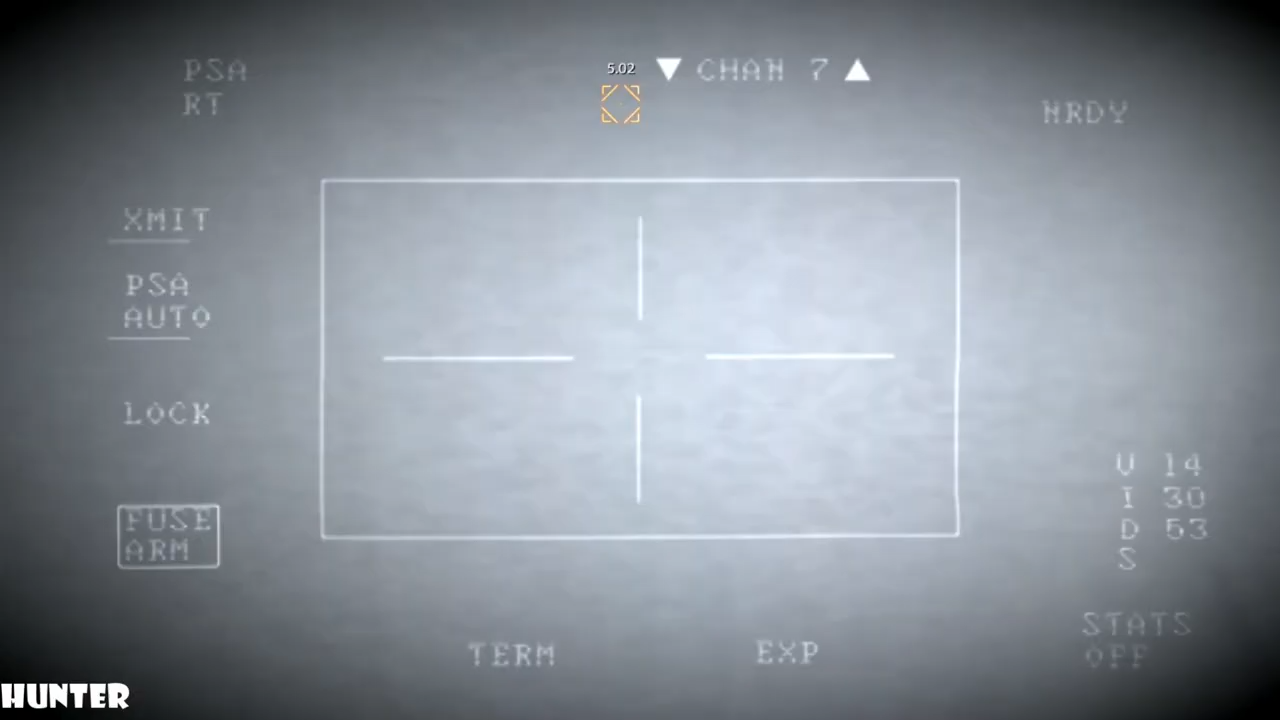 PSA
RT
5.02
CHAN 7
NRDY
XMIT
PSA
AUTO
LOCK
FUSE
ARM
V 14
I 30
D 53
S
STATS
OFF
TERM
EXP
HUNTER